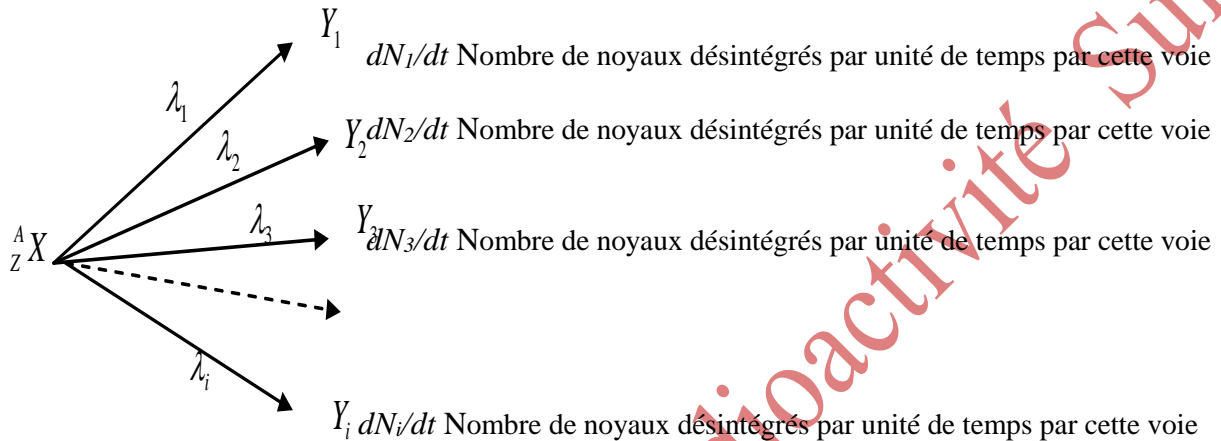 Y₁
dN₁/dt Nombre de noyaux désintégrés par unité de temps par cette voie
λ₁
Y₂ dN₂/dt Nombre de noyaux désintégrés par unité de temps par cette voie
λ₂
ᴬ_Z X
λ₃
Y₃ dN₃/dt Nombre de noyaux désintégrés par unité de temps par cette voie
λᵢ
Yᵢ dNᵢ/dt Nombre de noyaux désintégrés par unité de temps par cette voie